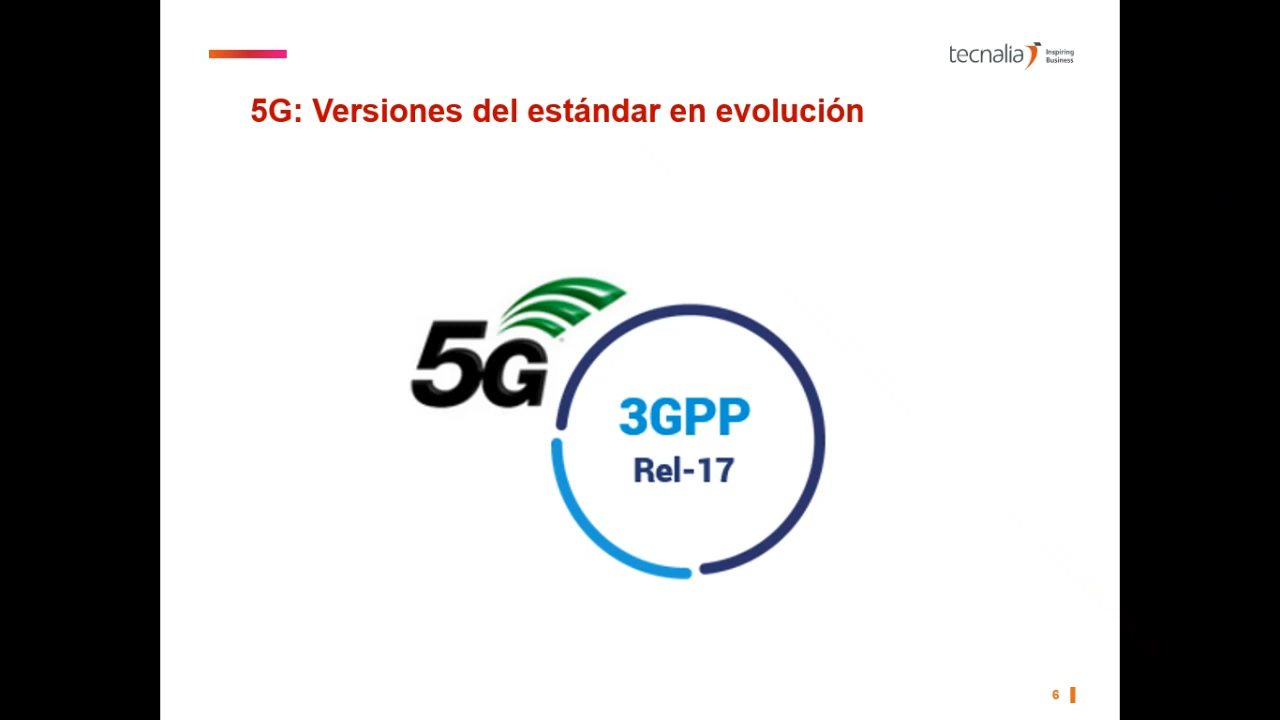 tecnalia Inspiring
Business
5G: Versiones del estándar en evolución
5G
3GPP
Rel-17
6